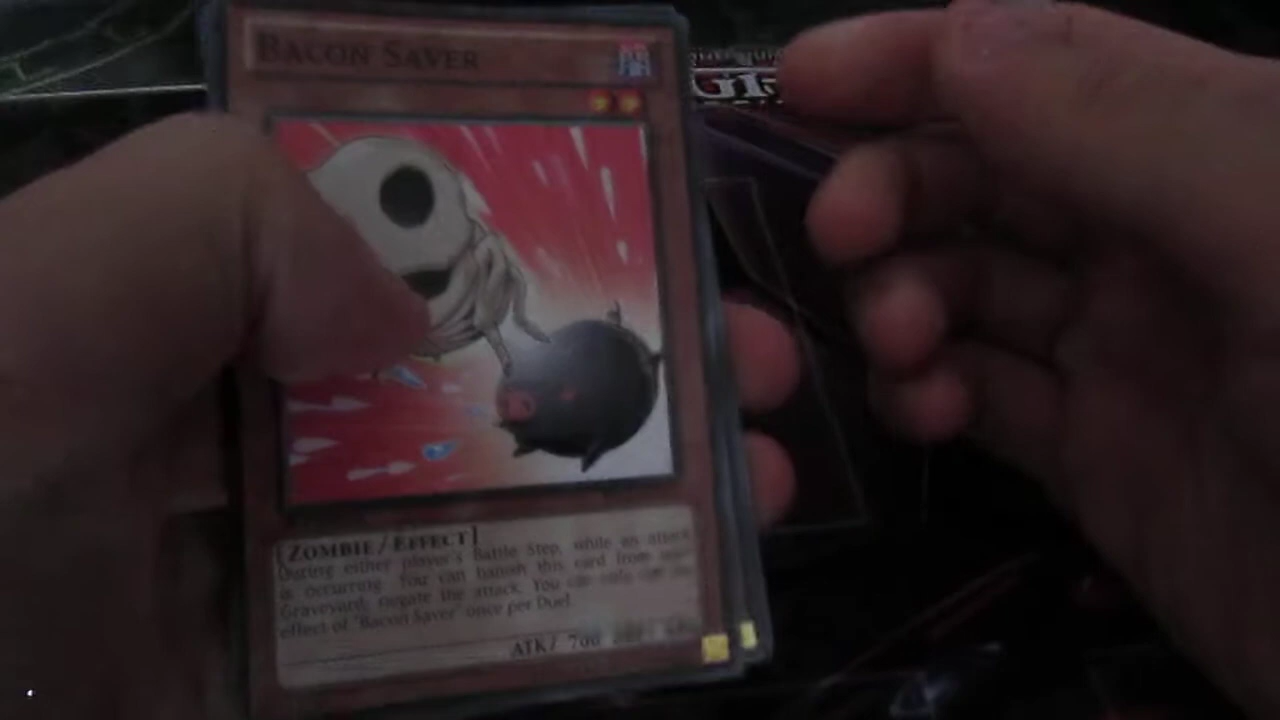 BACON SAVER
[ZOMBIE/EFFECT]
During either player's Battle Step, while an attack
is occurring: You can banish this card from your
Graveyard; negate the attack. You can only use this
effect of "Bacon Saver" once per Duel.
ATK/ 700